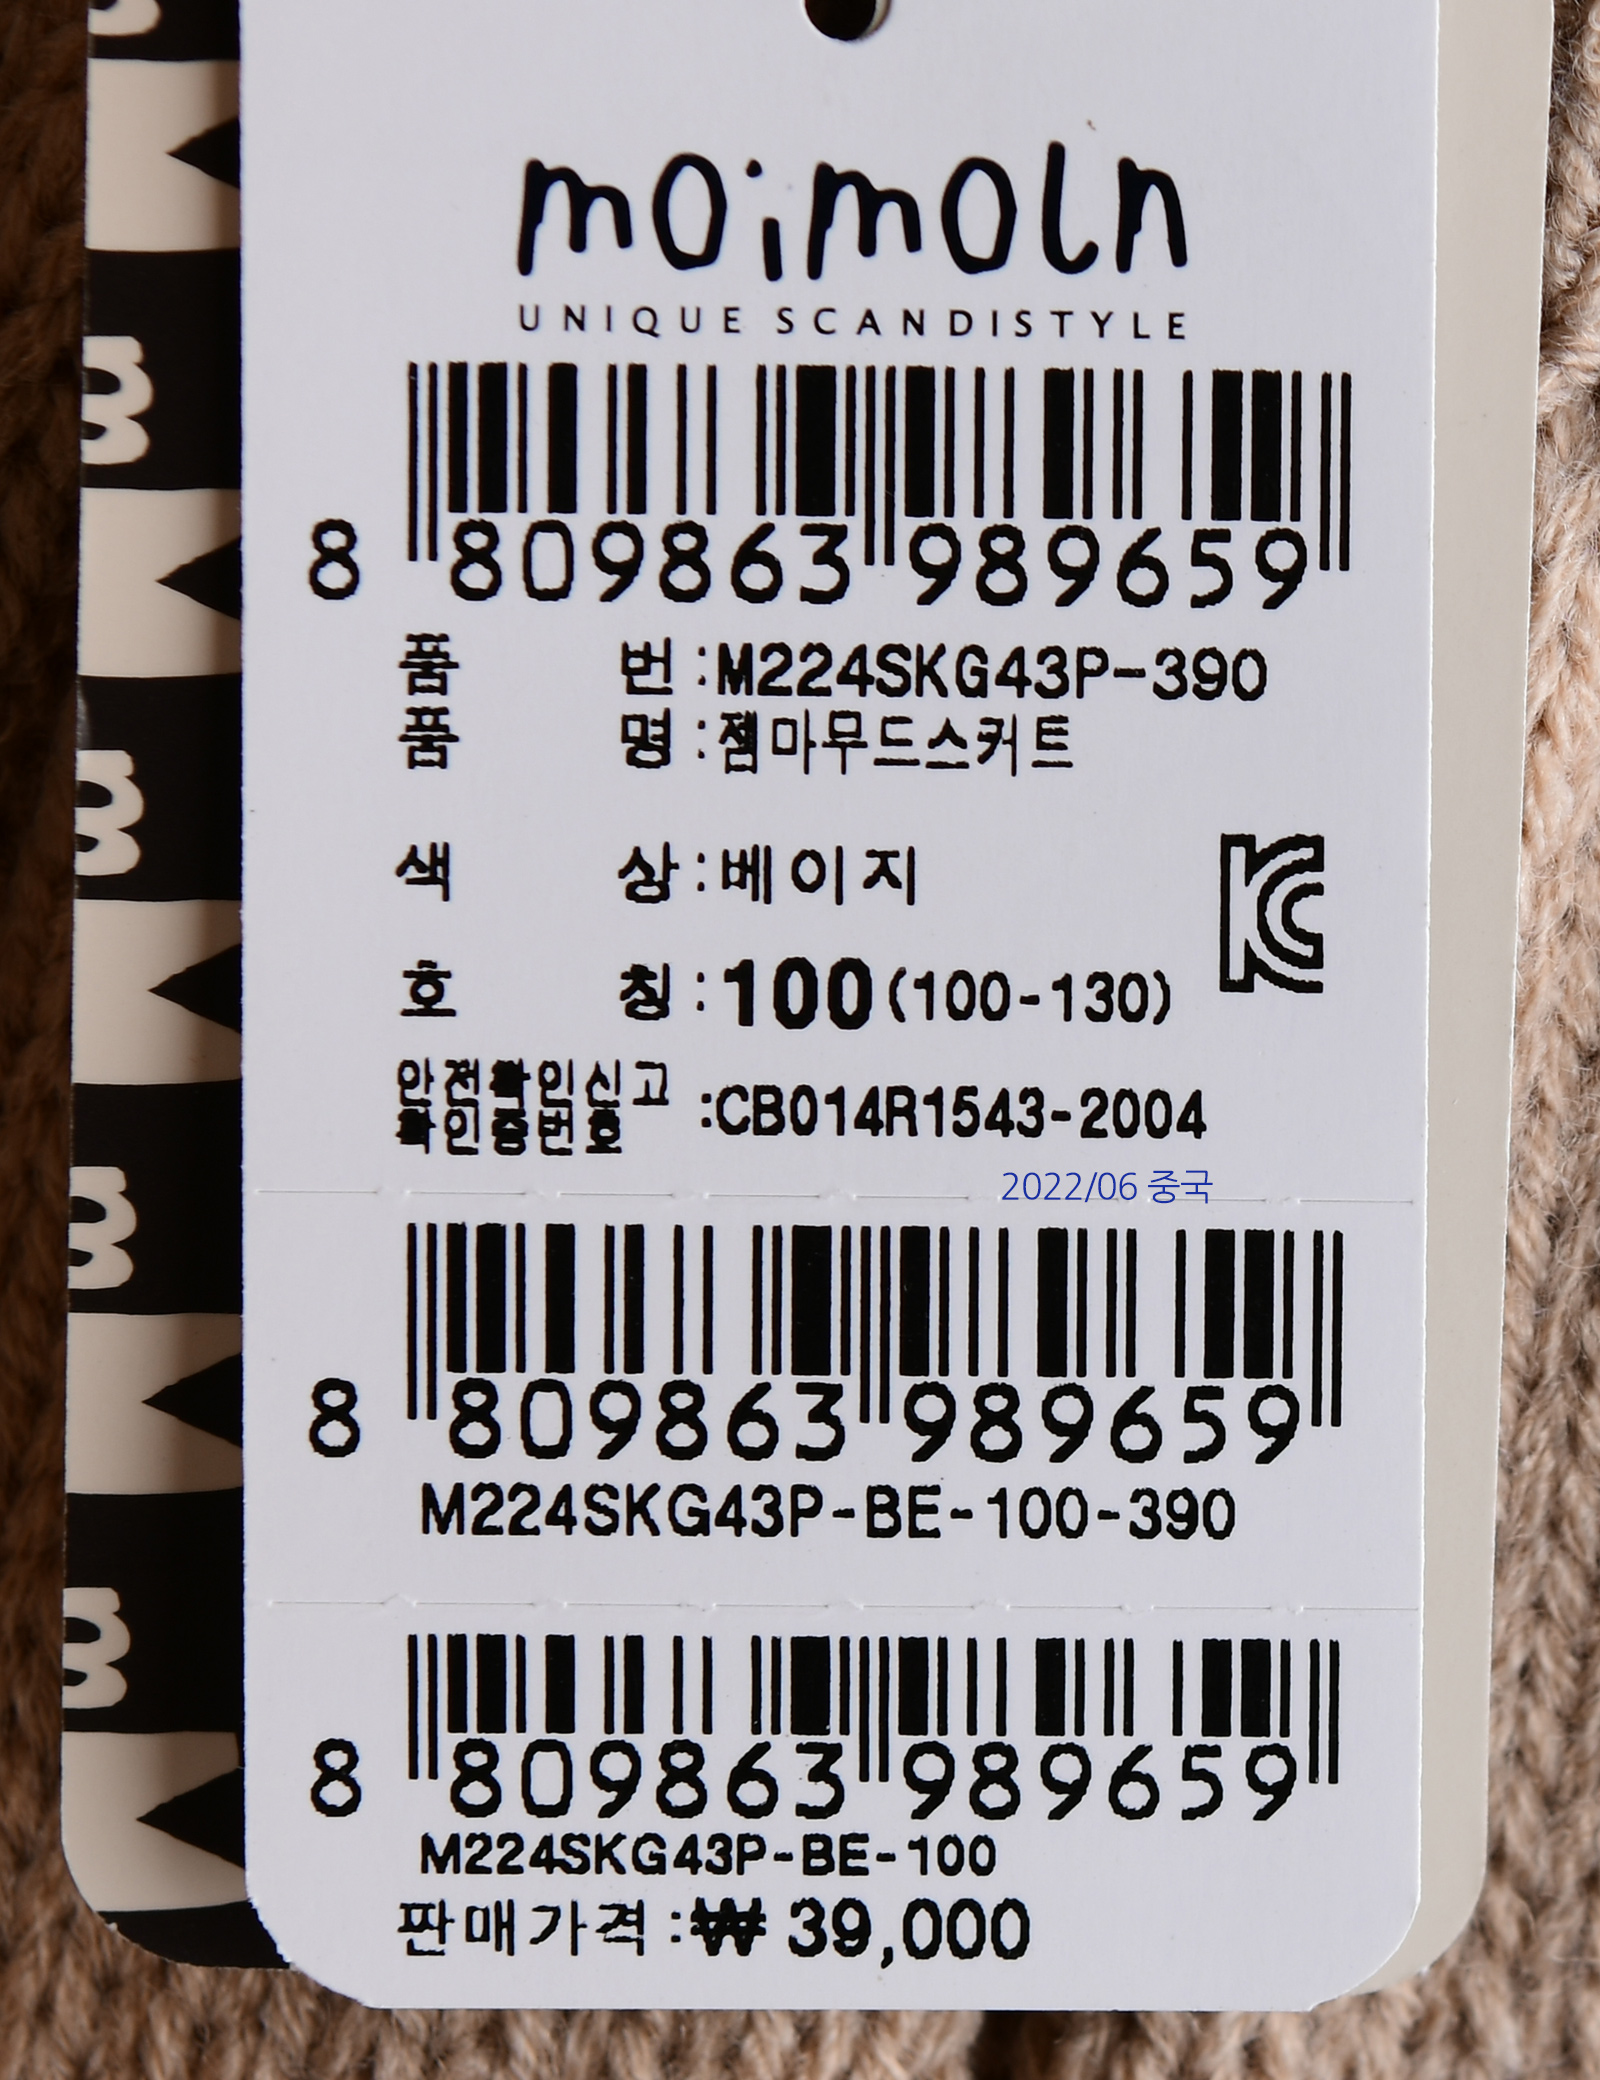 moimoln
UNIQUE SCANDISTYLE
8 809863 989659
품 번 :M224SKG43P-390
품 명 :젬마무드스커트
색 상 :베이지
호 칭 :100(100-130)
안전확인신고
확인증번호 :CB014R1543-2004
2022/06 중국
8 809863 989659
M224SKG43P-BE-100-390
8 809863 989659
M224SKG43P-BE-100
판매가격 :₩ 39,000